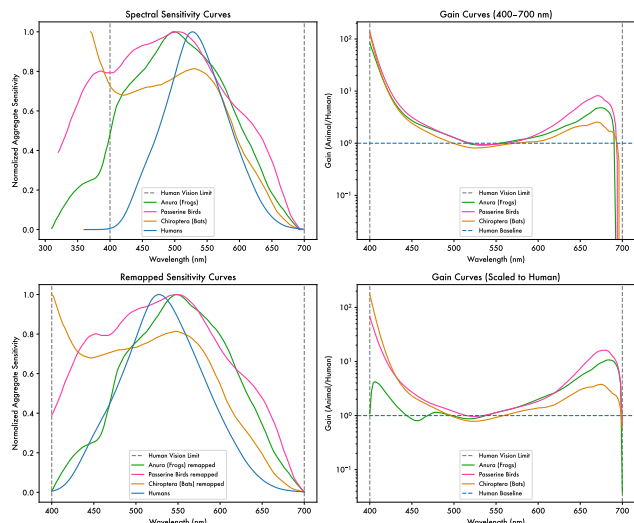 Spectral Sensitivity Curves
Normalized Aggregate Sensitivity
1.0
0.8
0.6
0.4
0.2
0.0
300 350 400 450 500 550 600 650 700
Wavelength (nm)
Human Vision Limit
Anura (Frogs)
Passerine Birds
Chiroptera (Bats)
Humans
Gain Curves (400–700 nm)
Gain (Animal/Human)
10²
10¹
10⁰
10⁻¹
400 450 500 550 600 650 700
Wavelength (nm)
Human Vision Limit
Anura (Frogs)
Passerine Birds
Chiroptera (Bats)
Human Baseline
Remapped Sensitivity Curves
Normalized Aggregate Sensitivity
1.0
0.8
0.6
0.4
0.2
0.0
400 450 500 550 600 650 700
Wavelength (nm)
Human Vision Limit
Anura (Frogs) remapped
Passerine Birds remapped
Chiroptera (Bats) remapped
Humans
Gain Curves (Scaled to Human)
Gain (Animal/Human)
10²
10¹
10⁰
10⁻¹
400 450 500 550 600 650 700
Wavelength (nm)
Human Vision Limit
Anura (Frogs)
Passerine Birds
Chiroptera (Bats)
Human Baseline